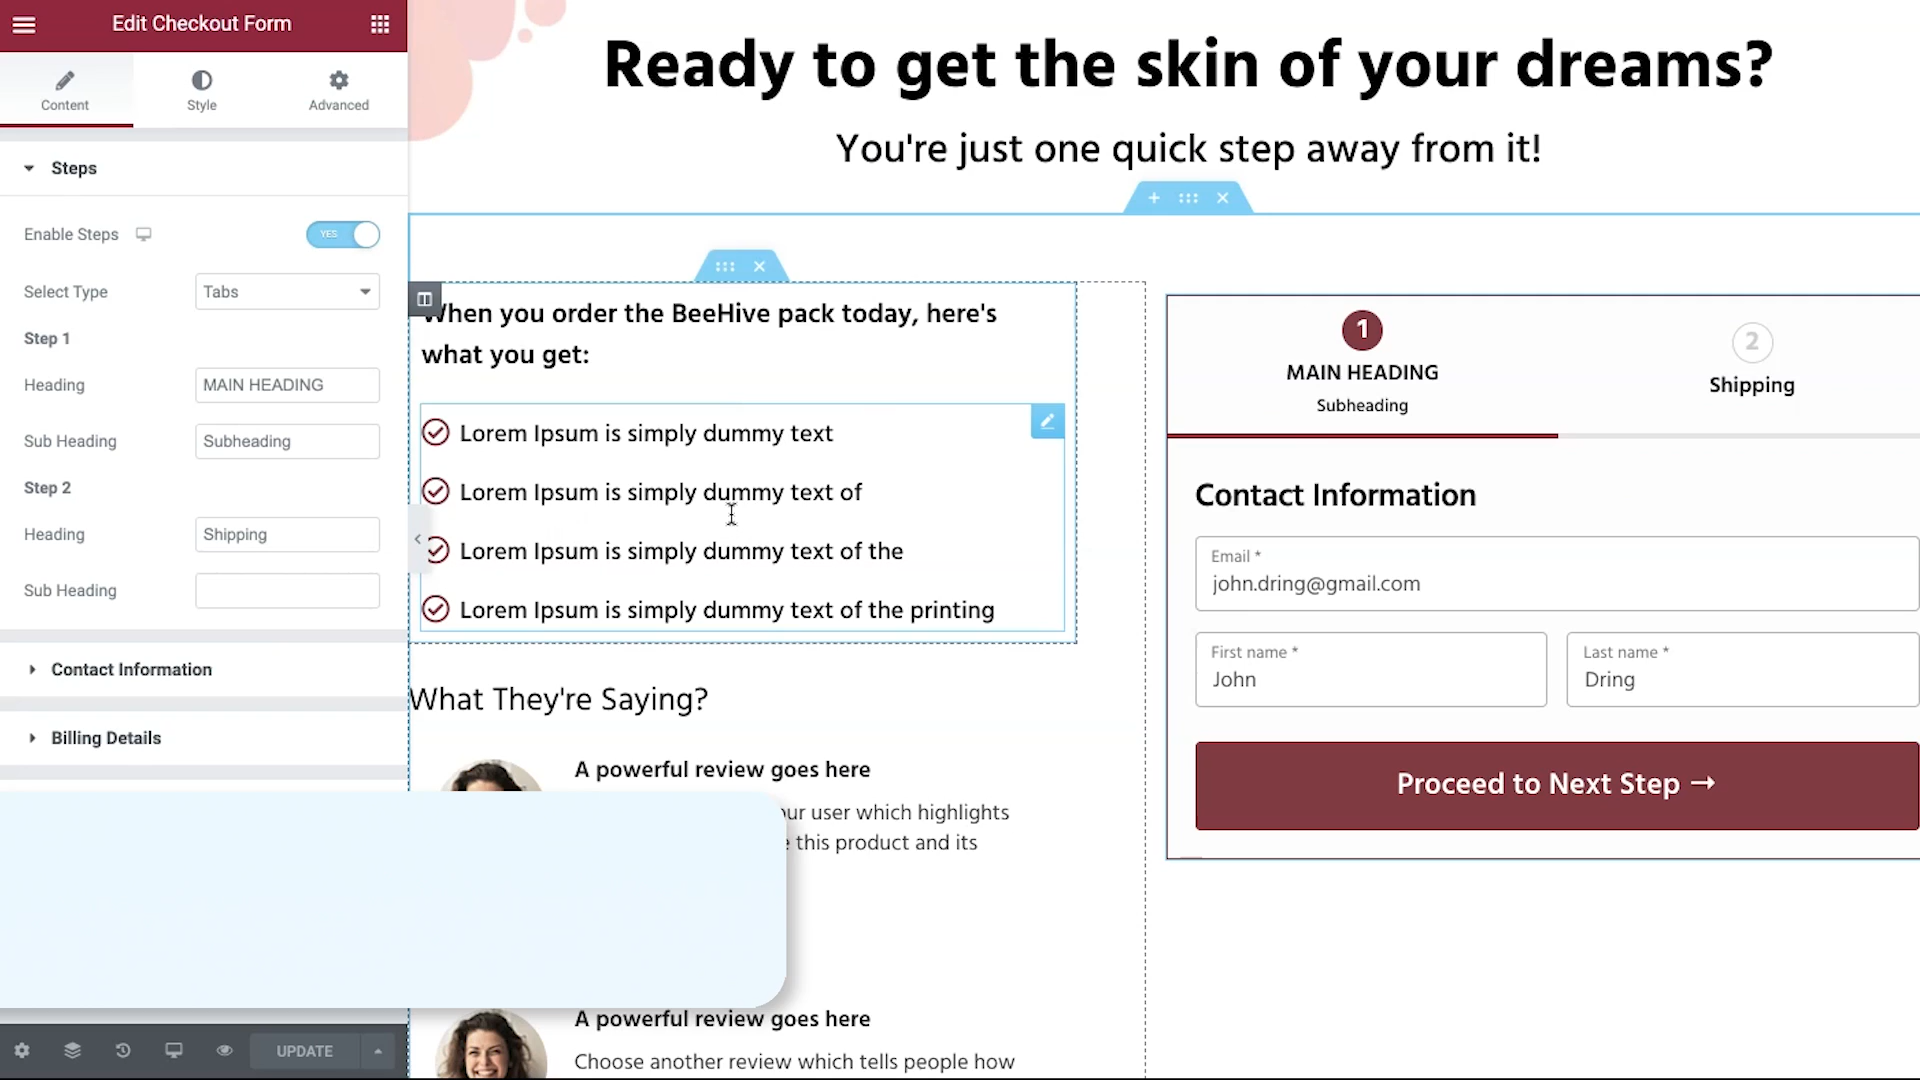 Edit Checkout Form
Content
Style
Advanced
Steps
Enable Steps
YES
Select Type
Tabs
Step 1
Heading
MAIN HEADING
Sub Heading
Subheading
Step 2
Heading
Shipping
Sub Heading
Contact Information
Billing Details
UPDATE
Ready to get the skin of your dreams?
You're just one quick step away from it!
When you order the BeeHive pack today, here's
what you get:
Lorem Ipsum is simply dummy text
Lorem Ipsum is simply dummy text of
Lorem Ipsum is simply dummy text of the
Lorem Ipsum is simply dummy text of the printing
What They're Saying?
A powerful review goes here
user which highlights
this product and its
A powerful review goes here
Choose another review which tells people how
1
MAIN HEADING
Subheading
2
Shipping
Contact Information
Email *
john.dring@gmail.com
First name *
John
Last name *
Dring
Proceed to Next Step →